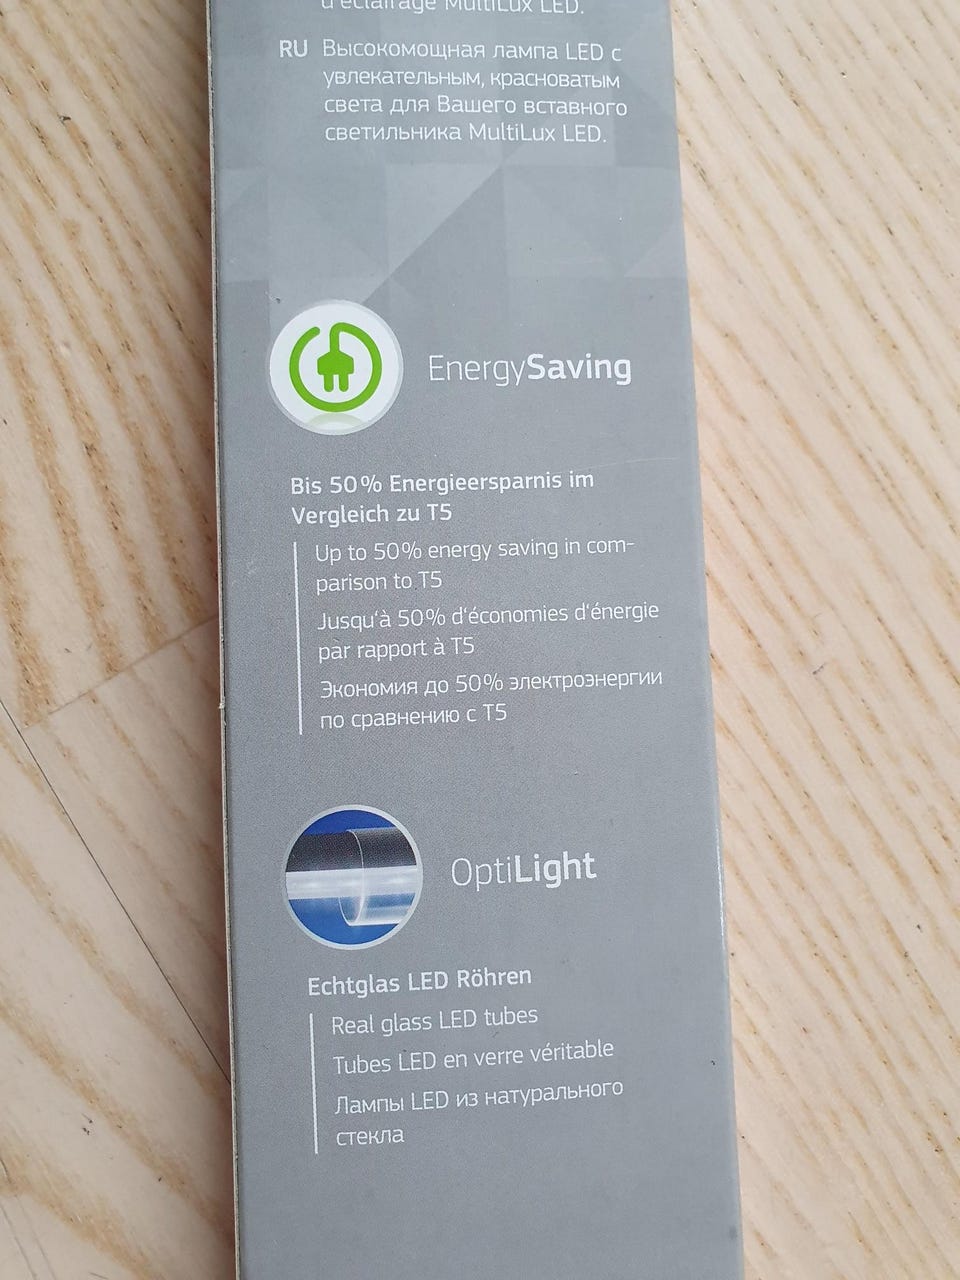 d'éclairage MultiLux LED.
RU Высокомощная лампа LED с
увлекательным, красноватым
света для Вашего вставного
светильника MultiLux LED.
EnergySaving
Bis 50% Energieersparnis im
Vergleich zu T5
Up to 50% energy saving in com-
parison to T5
Jusqu'à 50% d'économies d'énergie
par rapport à T5
Экономия до 50% электроэнергии
по сравнению с T5
OptiLight
Echtglas LED Röhren
Real glass LED tubes
Tubes LED en verre véritable
Лампы LED из натурального
стекла